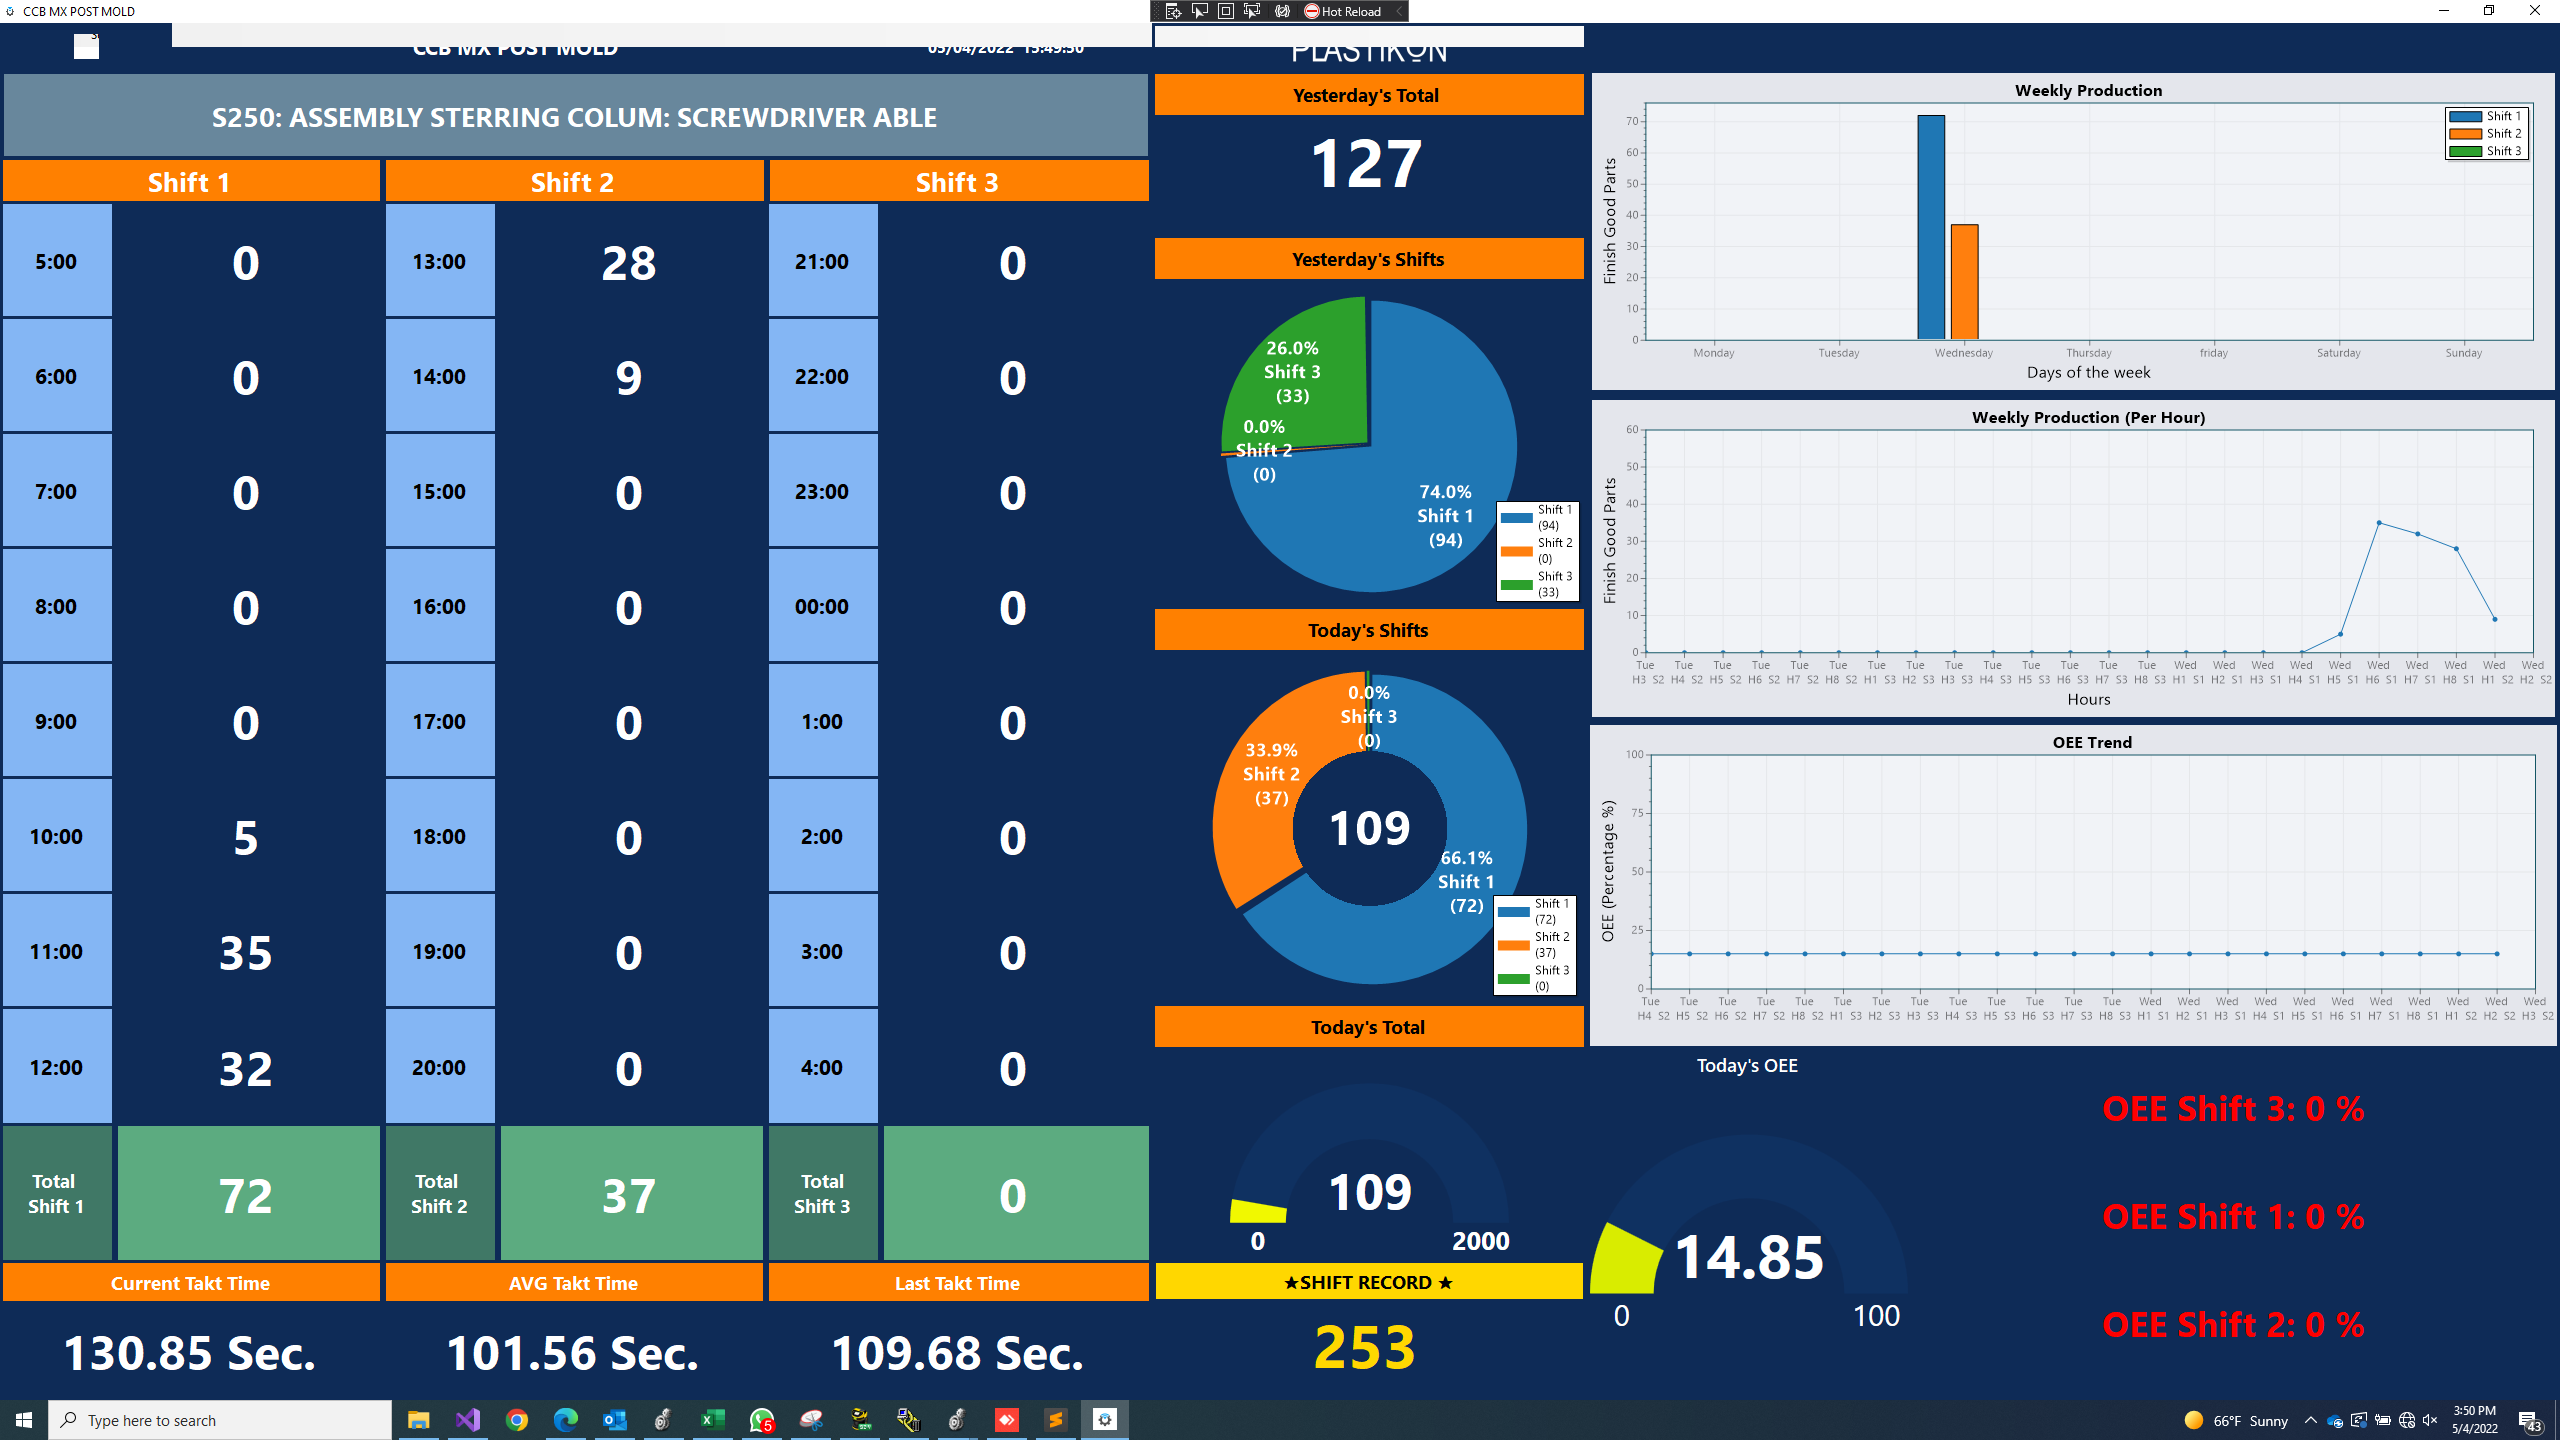 CCB MX POST MOLD
Hot Reload
CCB MX POST MOLD
05/04/2022 15:49:50
PLASTIKON
S250: ASSEMBLY STERRING COLUM: SCREWDRIVER ABLE
Shift 1 Shift 2 Shift 3
5:00 0 13:00 28 21:00 0
6:00 0 14:00 9 22:00 0
7:00 0 15:00 0 23:00 0
8:00 0 16:00 0 00:00 0
9:00 0 17:00 0 1:00 0
10:00 5 18:00 0 2:00 0
11:00 35 19:00 0 3:00 0
12:00 32 20:00 0 4:00 0
Total Shift 1 72 Total Shift 2 37 Total Shift 3 0
Current Takt Time AVG Takt Time Last Takt Time
130.85 Sec. 101.56 Sec. 109.68 Sec.
Yesterday's Total
127
Yesterday's Shifts
26.0%
Shift 3
(33)
0.0%
Shift 2
(0)
74.0%
Shift 1
(94)
Shift 1
(94)
Shift 2
(0)
Shift 3
(33)
Today's Shifts
0.0%
Shift 3
(0)
33.9%
Shift 2
(37)
109
66.1%
Shift 1
(72)
Shift 1
(72)
Shift 2
(37)
Shift 3
(0)
Today's Total
109
0 2000
★SHIFT RECORD ★
253
Weekly Production
Finish Good Parts
70
60
50
40
30
20
10
0
Shift 1
Shift 2
Shift 3
Monday Tuesday Wednesday Thursday friday Saturday Sunday
Days of the week
Weekly Production (Per Hour)
Finish Good Parts
60
50
40
30
20
10
0
Tue Tue Tue Tue Tue Tue Tue Tue Tue Tue Tue Tue Tue Tue Wed Wed Wed Wed Wed Wed Wed Wed Wed Wed
H3 S2 H4 S2 H5 S2 H6 S2 H7 S2 H8 S2 H1 S3 H2 S3 H3 S3 H4 S3 H5 S3 H6 S3 H7 S3 H8 S3 H1 S1 H2 S1 H3 S1 H4 S1 H5 S1 H6 S1 H7 S1 H8 S1 H1 S2 H2 S2
Hours
OEE Trend
OEE (Percentage %)
100
75
50
25
0
Tue Tue Tue Tue Tue Tue Tue Tue Tue Tue Tue Tue Tue Wed Wed Wed Wed Wed Wed Wed Wed Wed Wed Wed
H4 S2 H5 S2 H6 S2 H7 S2 H8 S2 H1 S3 H2 S3 H3 S3 H4 S3 H5 S3 H6 S3 H7 S3 H8 S3 H1 S1 H2 S1 H3 S1 H4 S1 H5 S1 H6 S1 H7 S1 H8 S1 H1 S2 H2 S2 H3 S2
Today's OEE
14.85
0 100
OEE Shift 3: 0 %
OEE Shift 1: 0 %
OEE Shift 2: 0 %
Type here to search
5
66°F Sunny
3:50 PM
5/4/2022
43